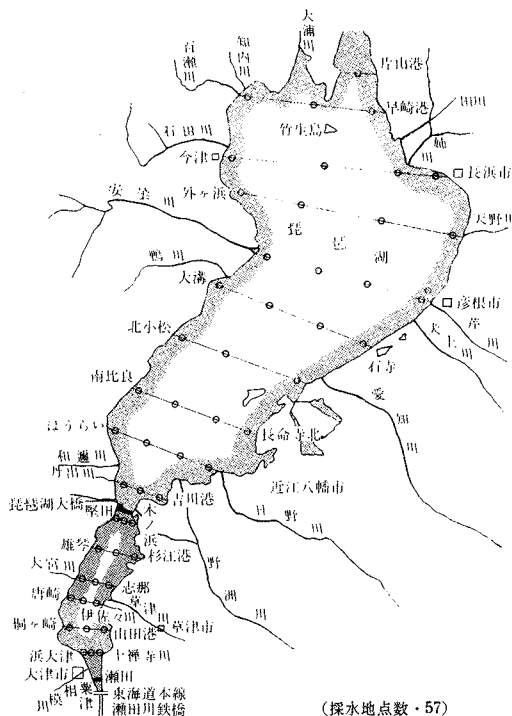 大浦川
知内川
百瀬川
片山港
早崎港
田川
姉川
竹生島
石田川
今津
長浜市
外ヶ浜
安曇川
天野川
琵琶湖
鴨川
大溝
彦根市
芹川
犬上川
北小松
石寺
愛知川
南比良
ほうらい
長命寺北
和邇川
丹出川
近江八幡市
吉川港
日野川
琵琶湖大橋
堅田
木ノ浜
野洲川
雄琴
杉江港
大宮川
志那
唐崎
草津川
伊佐々川
草津市
柳ヶ崎
山田港
浜大津
十禅寺川
大津市
瀬田
相模川
粟津
東海道本線
瀬田川鉄橋
(採水地点数・57)